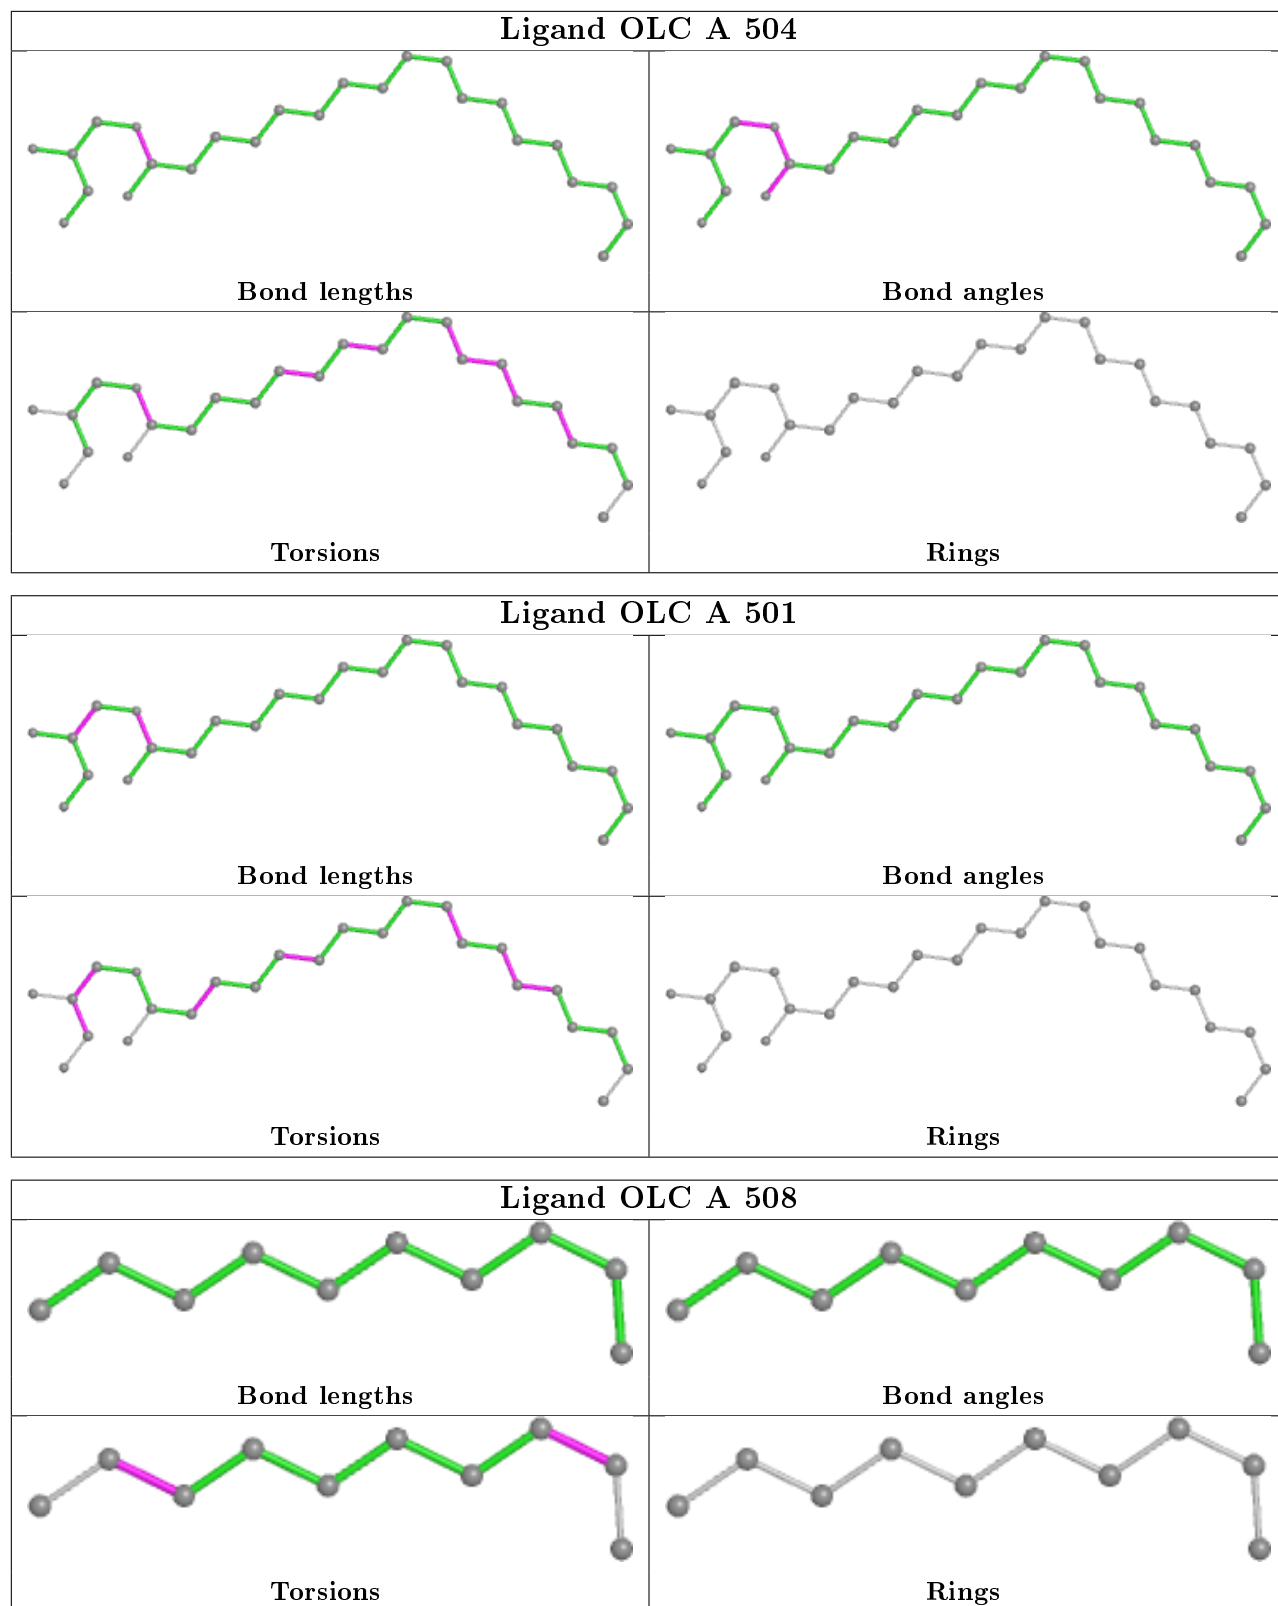 Ligand OLC A 504
Bond lengths
Bond angles
Torsions
Rings
Ligand OLC A 501
Bond lengths
Bond angles
Torsions
Rings
Ligand OLC A 508
Bond lengths
Bond angles
Torsions
Rings